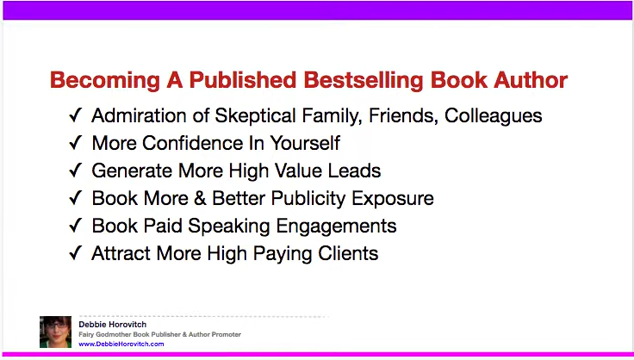 Becoming A Published Bestselling Book Author
✓ Admiration of Skeptical Family, Friends, Colleagues
✓ More Confidence In Yourself
✓ Generate More High Value Leads
✓ Book More & Better Publicity Exposure
✓ Book Paid Speaking Engagements
✓ Attract More High Paying Clients
Debbie Horovitch
Fairy Godmother Book Publisher & Author Promoter
www.DebbieHorovitch.com